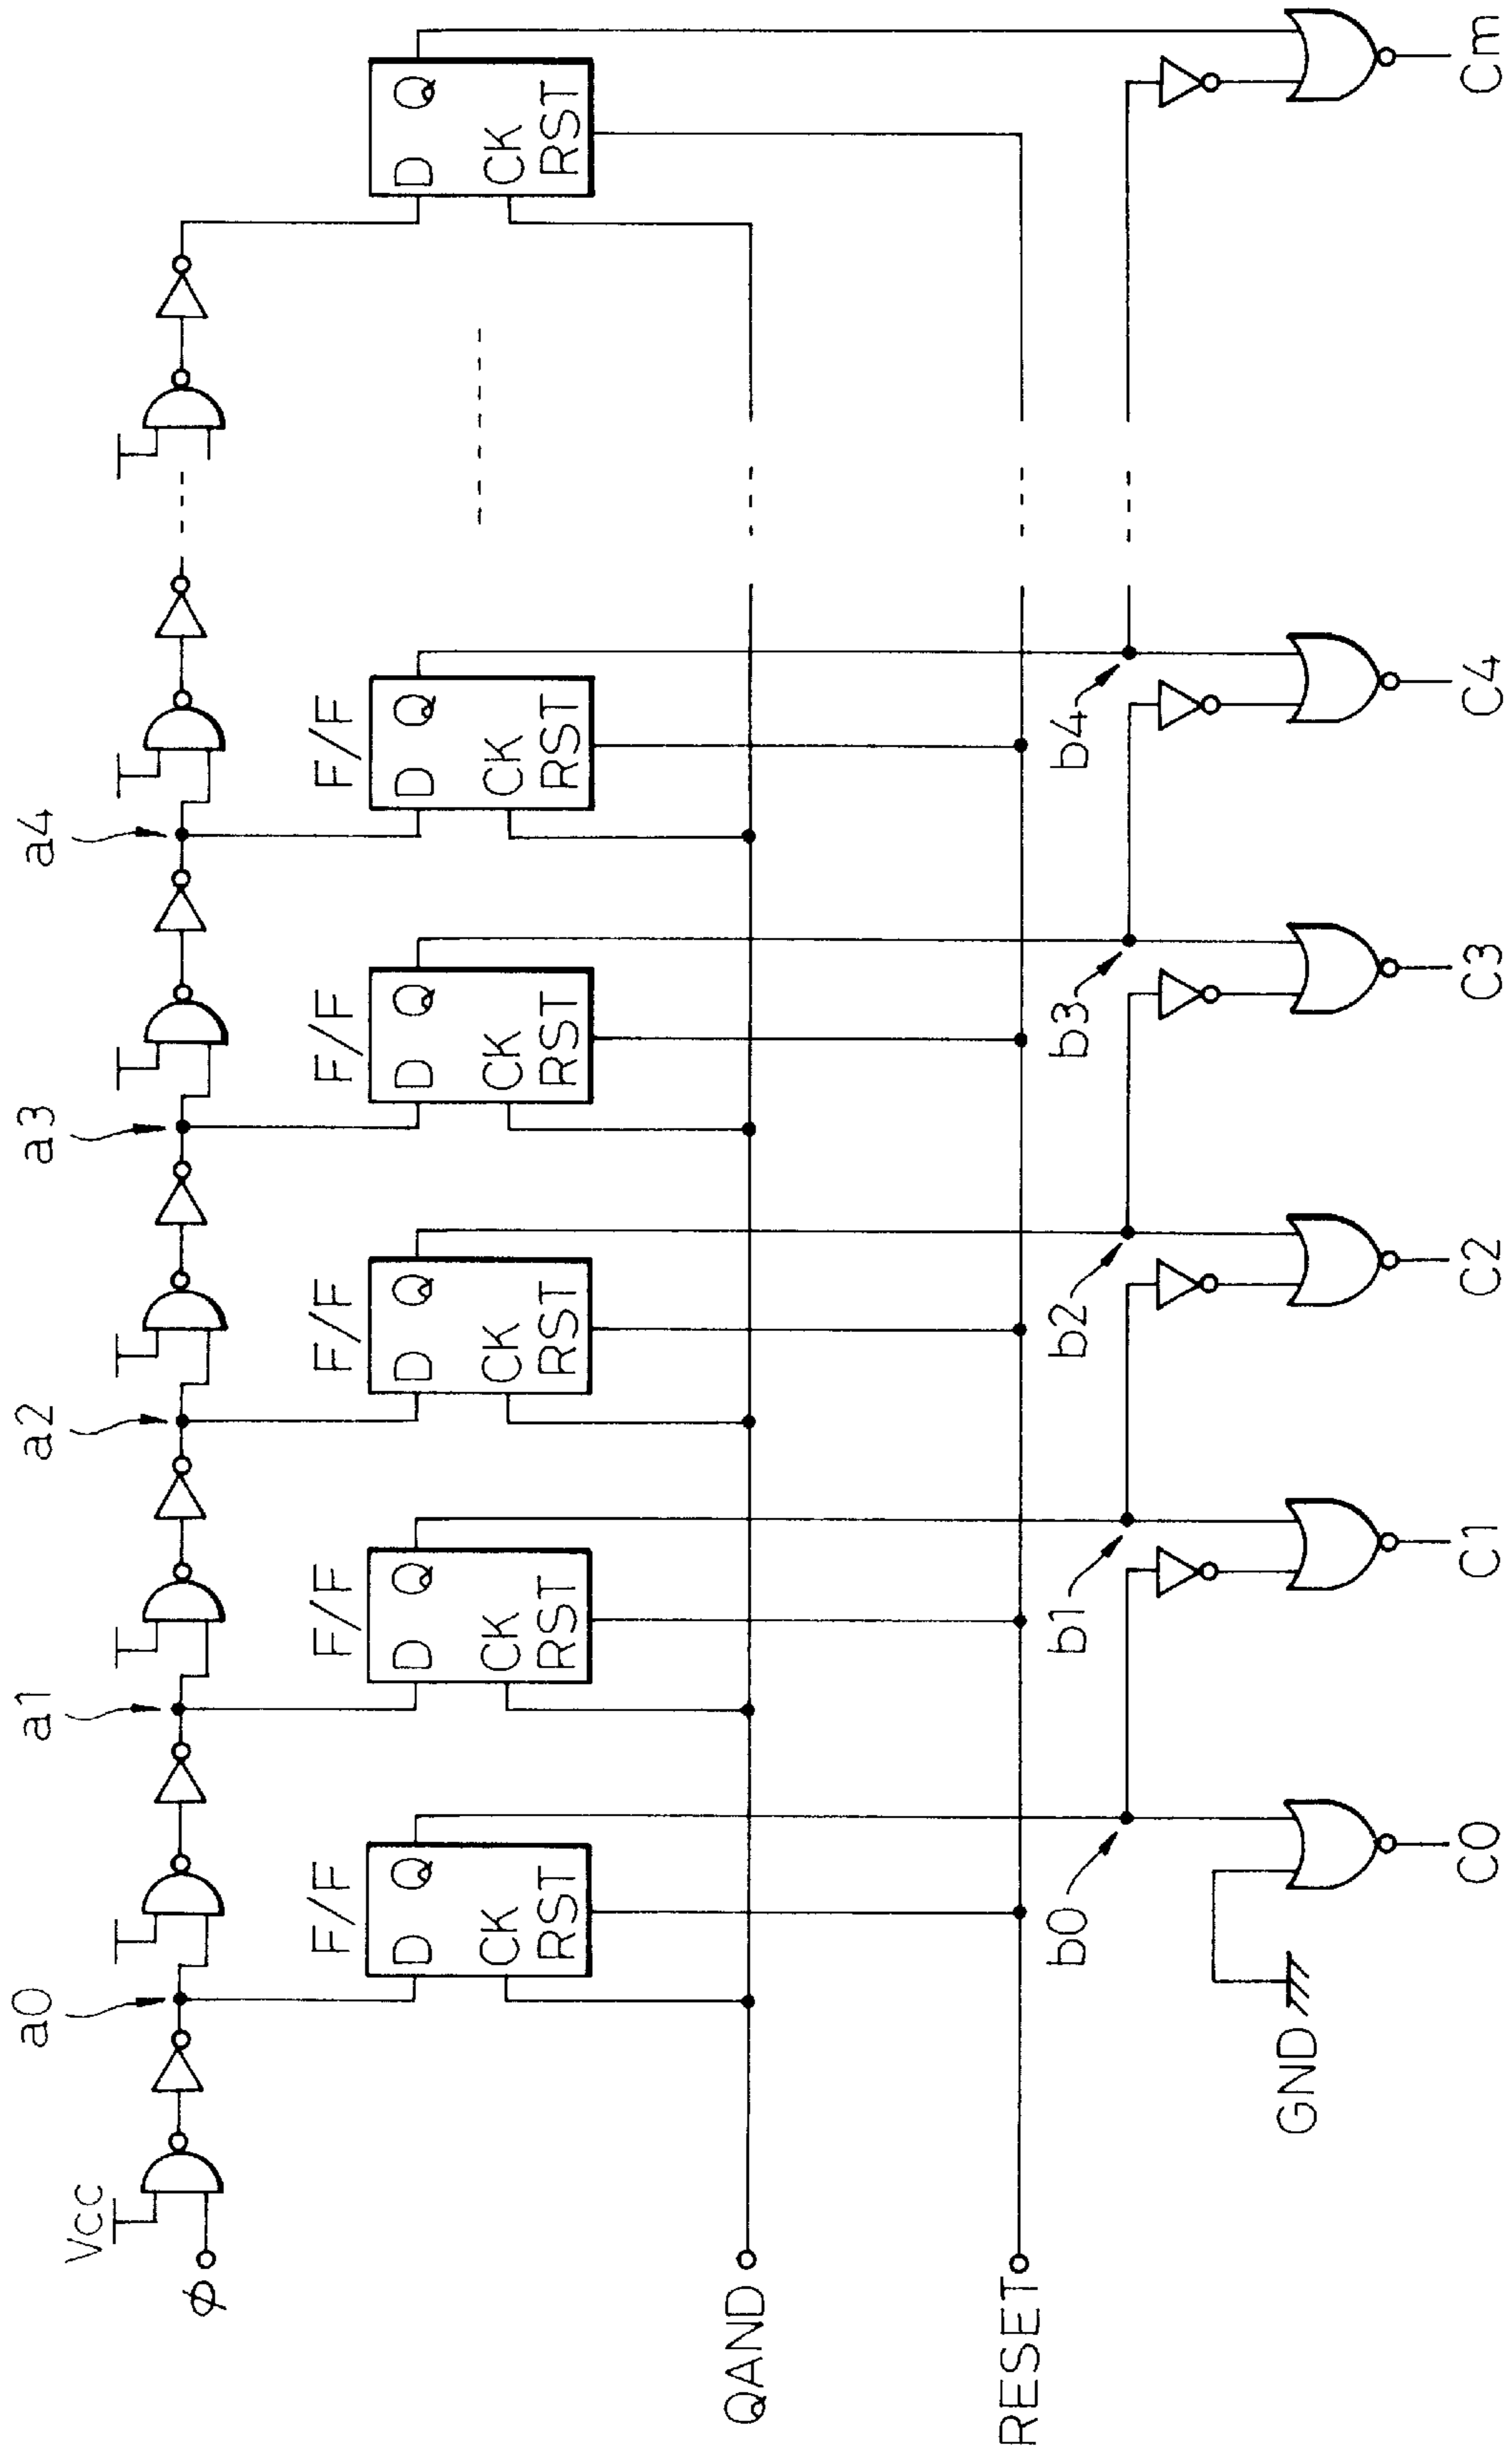 a0
a1
a2
a3
a4
Vcc
ϕ
F/F
F/F
F/F
F/F
F/F
D Q
CK
RST
D Q
CK
RST
D Q
CK
RST
D Q
CK
RST
D Q
CK
RST
D Q
CK
RST
QAND
RESET
b0
b1
b2
b3
b4
GND
C0
C1
C2
C3
C4
Cm